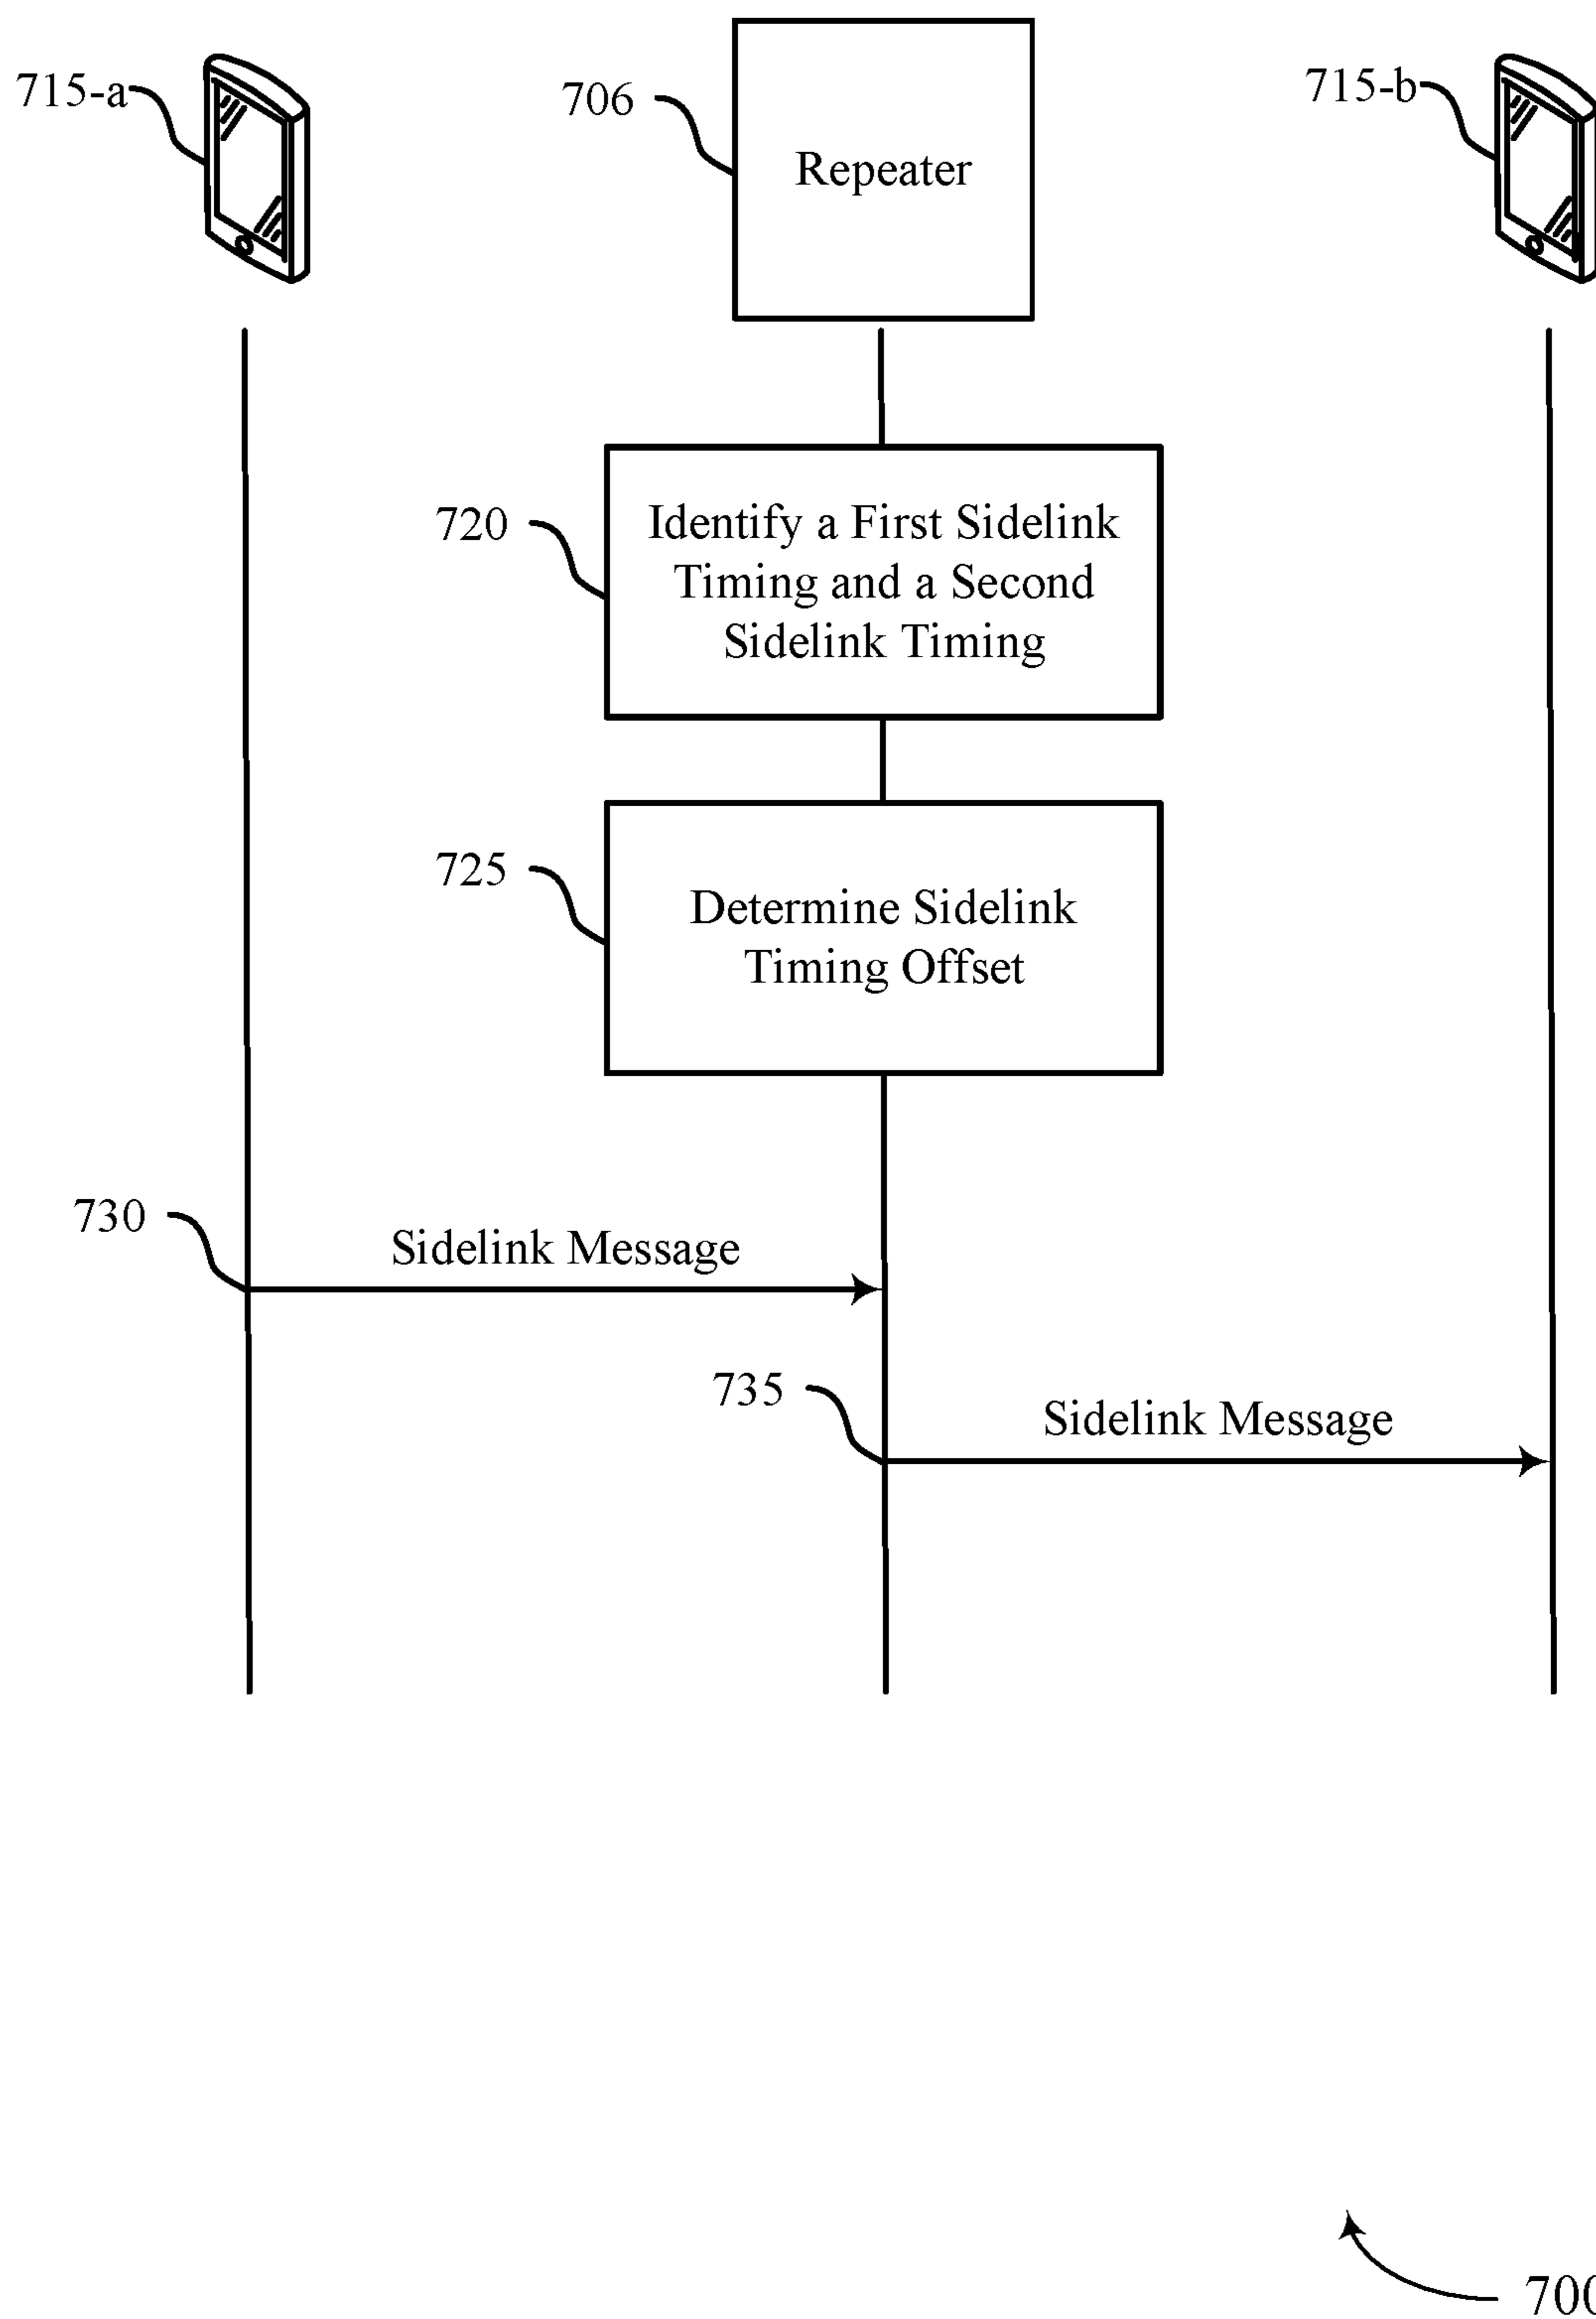 715-a
706
715-b
Repeater
720
Identify a First Sidelink
Timing and a Second
Sidelink Timing
725
Determine Sidelink
Timing Offset
730
Sidelink Message
735
Sidelink Message
700